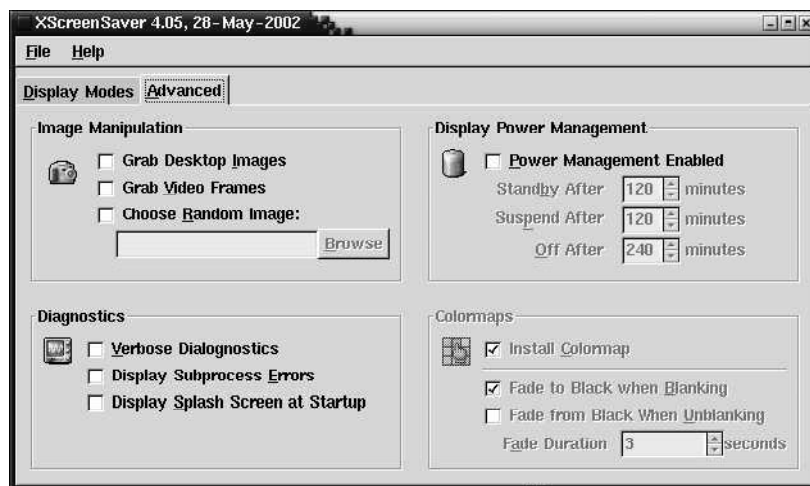 XScreenSaver 4.05, 28-May-2002
File Help
Display Modes Advanced
Image Manipulation
Grab Desktop Images
Grab Video Frames
Choose Random Image:
Browse
Display Power Management
Power Management Enabled
Standby After 120 minutes
Suspend After 120 minutes
Off After 240 minutes
Diagnostics
Verbose Dialognostics
Display Subprocess Errors
Display Splash Screen at Startup
Colormaps
Install Colormap
Fade to Black when Blanking
Fade from Black When Unblanking
Fade Duration 3 seconds